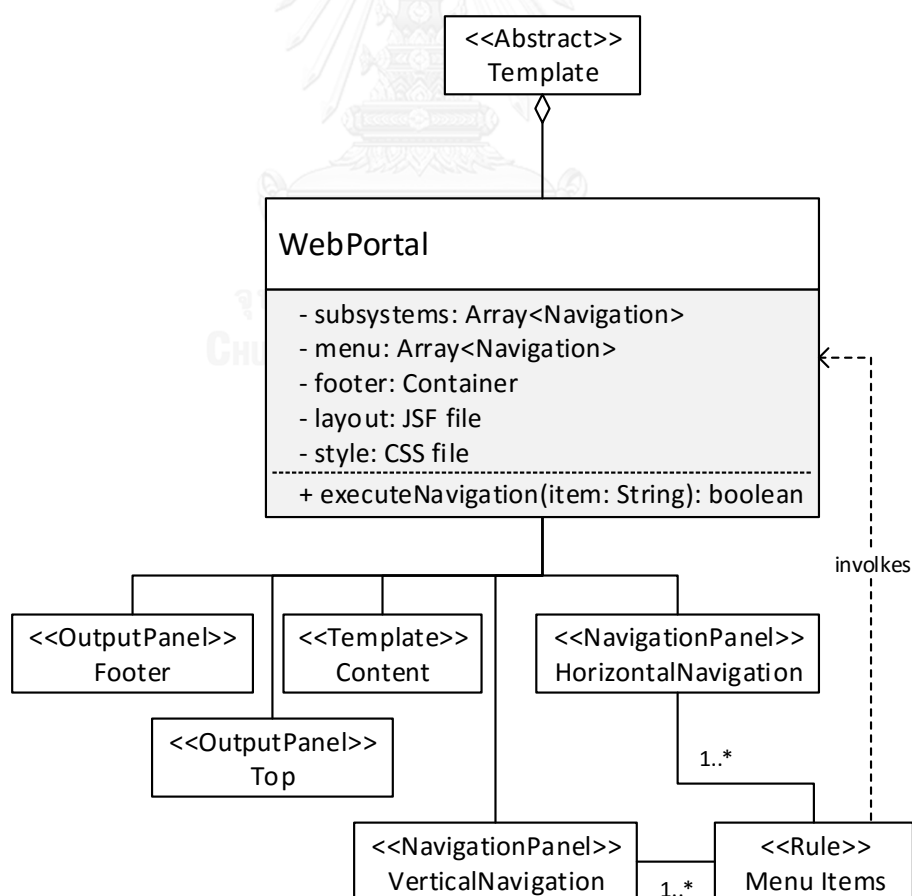 <<Abstract>>
Template
WebPortal
- subsystems: Array<Navigation>
- menu: Array<Navigation>
- footer: Container
- layout: JSF file
- style: CSS file
+ executeNavigation(item: String): boolean
involkes
<<OutputPanel>>
Footer
<<Template>>
Content
<<NavigationPanel>>
HorizontalNavigation
<<OutputPanel>>
Top
1..*
<<NavigationPanel>>
VerticalNavigation
1..*
<<Rule>>
Menu Items